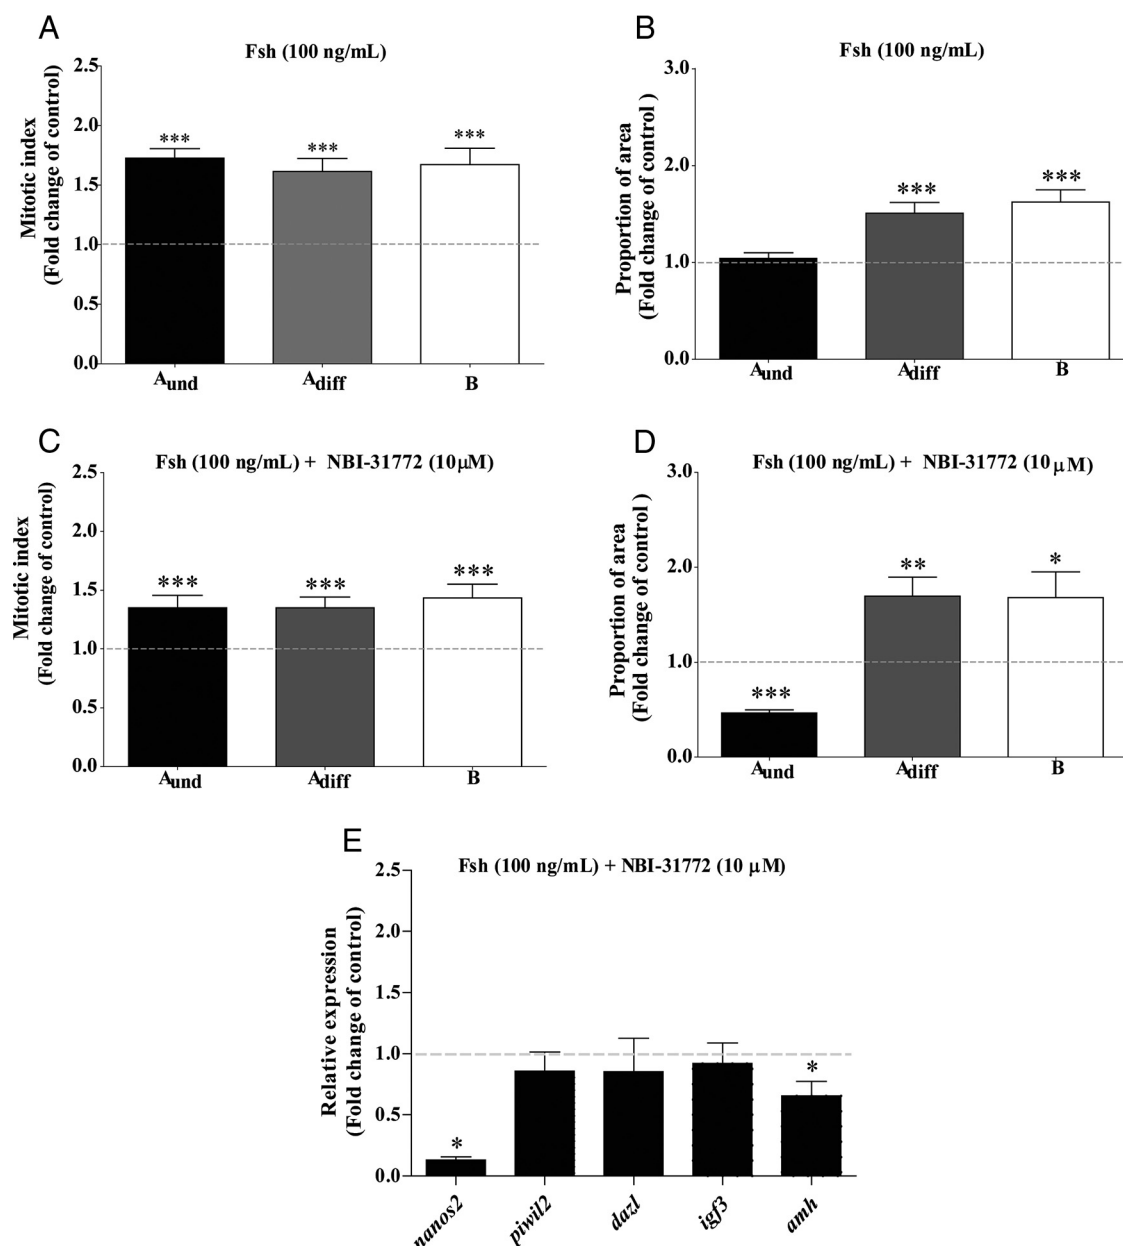 A
Fsh (100 ng/mL)
Mitotic index
(Fold change of control)
2.5
2.0
1.5
1.0
0.5
0.0
***
***
***
Aund
Adiff
B
B
Fsh (100 ng/mL)
Proportion of area
(Fold change of control )
3.0
2.0
1.0
0.0
***
***
Aund
Adiff
B
C
Fsh (100 ng/mL) + NBI-31772 (10μM)
Mitotic index
(Fold change of control)
2.5
2.0
1.5
1.0
0.5
0.0
***
***
***
Aund
Adiff
B
D
Fsh (100 ng/mL) + NBI-31772 (10 μM)
Proportion of area
(Fold change of control )
3.0
2.0
1.0
0.0
***
**
*
Aund
Adiff
B
E
Fsh (100 ng/mL) + NBI-31772 (10 μM)
Relative expression
(Fold change of control)
2.5
2.0
1.5
1.0
0.5
0.0
*
*
nanos2
piwil2
dazl
igf3
amh